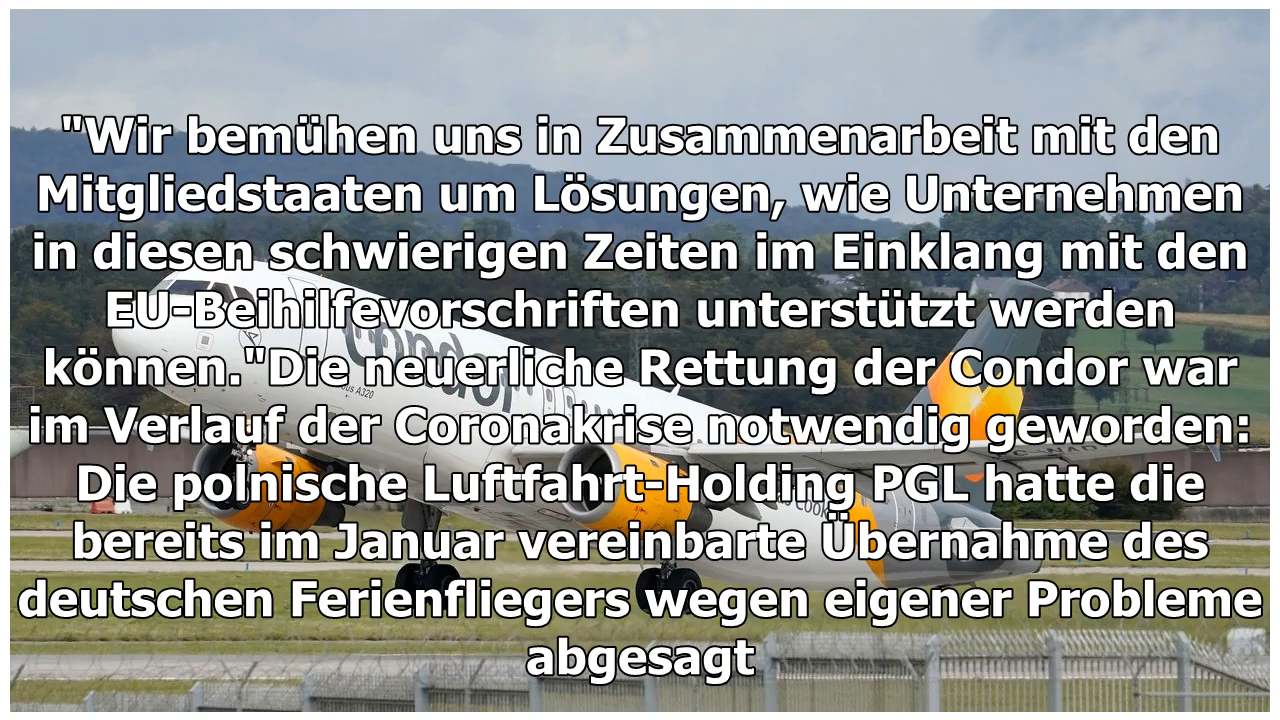 "Wir bemühen uns in Zusammenarbeit mit den
Mitgliedstaaten um Lösungen, wie Unternehmen
in diesen schwierigen Zeiten im Einklang mit den
EU-Beihilfevorschriften unterstützt werden
können."Die neuerliche Rettung der Condor war
im Verlauf der Coronakrise notwendig geworden:
Die polnische Luftfahrt-Holding PGL hatte die
bereits im Januar vereinbarte Übernahme des
deutschen Ferienfliegers wegen eigener Probleme
abgesagt
Condor
A320